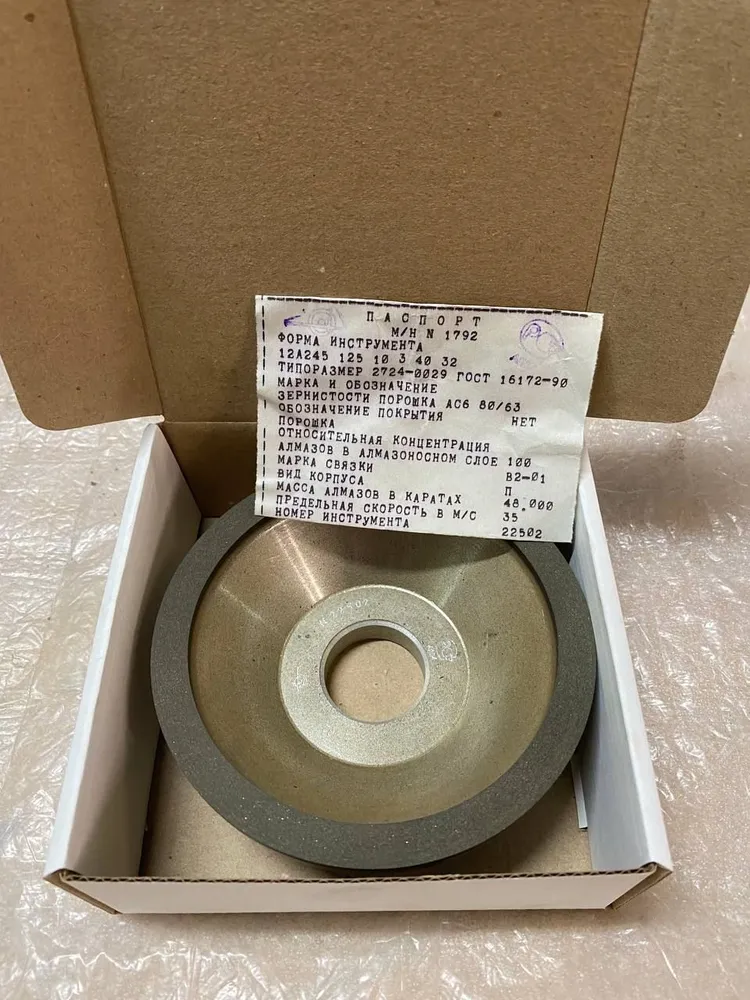 ПАСПОРТ
М/Н N 1792
ФОРМА ИНСТРУМЕНТА
12А245 125 10 3 40 32
ТИПОРАЗМЕР 2724-0029 ГОСТ 16172-90
МАРКА И ОБОЗНАЧЕНИЕ
ЗЕРНИСТОСТИ ПОРОШКА АС6 80/63
ОБОЗНАЧЕНИЕ ПОКРЫТИЯ НЕТ
ПОРОШКА
ОТНОСИТЕЛЬНАЯ КОНЦЕНТРАЦИЯ
АЛМАЗОВ В АЛМАЗОНОСНОМ СЛОЕ 100
МАРКА СВЯЗКИ В2-01
ВИД КОРПУСА П
МАССА АЛМАЗОВ В КАРАТАХ 48.000
ПРЕДЕЛЬНАЯ СКОРОСТЬ В М/С 35
НОМЕР ИНСТРУМЕНТА 22502